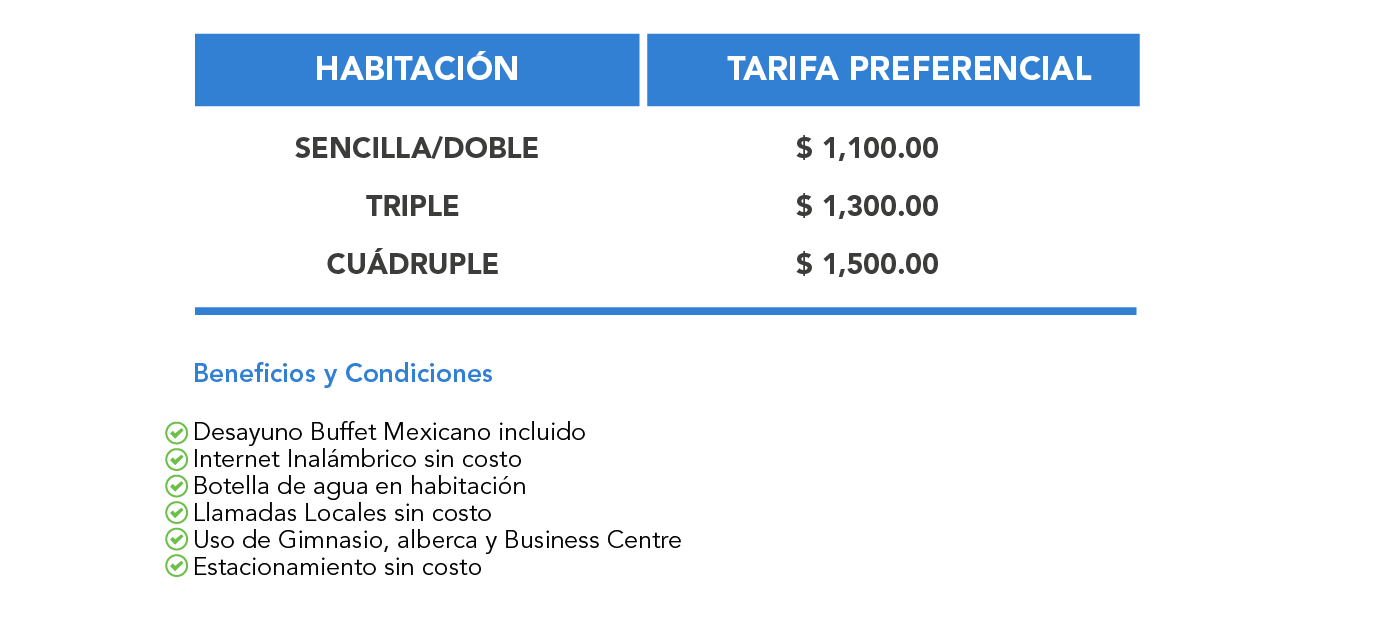 HABITACIÓN TARIFA PREFERENCIAL
SENCILLA/DOBLE $ 1,100.00
TRIPLE $ 1,300.00
CUÁDRUPLE $ 1,500.00
Beneficios y Condiciones
Desayuno Buffet Mexicano incluido
Internet Inalámbrico sin costo
Botella de agua en habitación
Llamadas Locales sin costo
Uso de Gimnasio, alberca y Business Centre
Estacionamiento sin costo